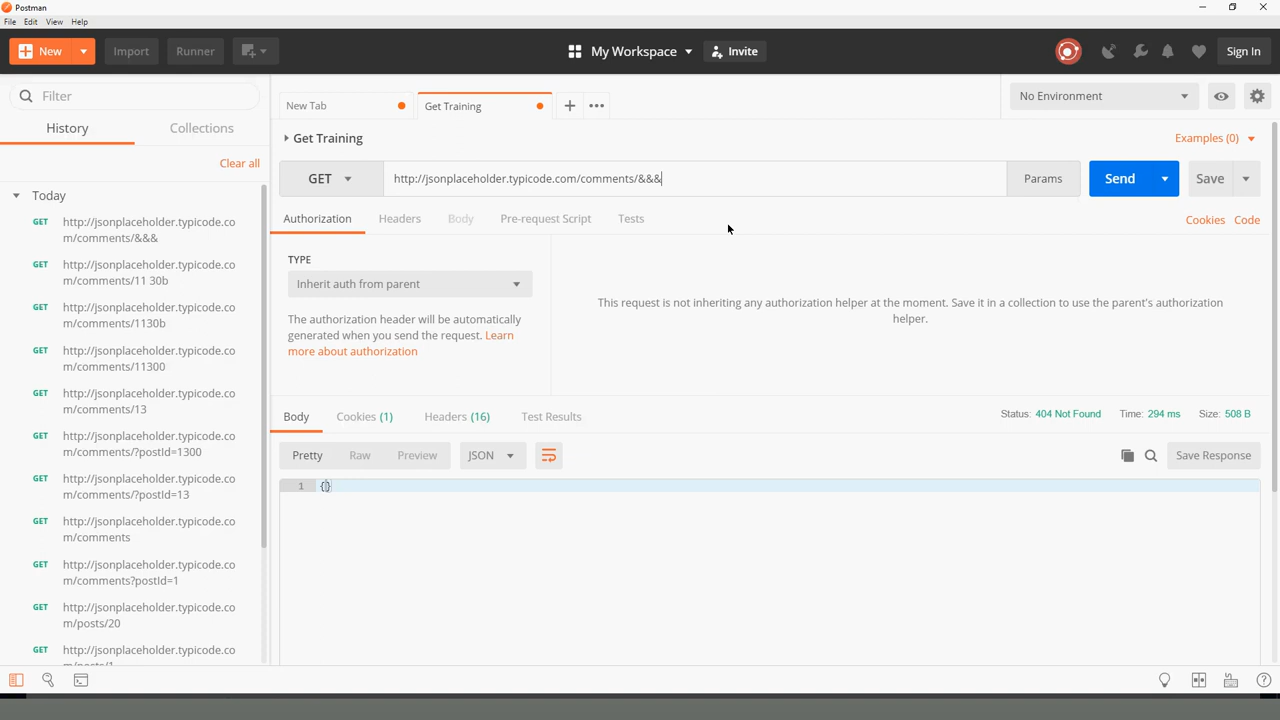 Postman
File Edit View Help
New Import Runner My Workspace Invite Sign In
Filter
History Collections
Clear all
Today
GET http://jsonplaceholder.typicode.co
m/comments/&&&
GET http://jsonplaceholder.typicode.co
m/comments/11 30b
GET http://jsonplaceholder.typicode.co
m/comments/1130b
GET http://jsonplaceholder.typicode.co
m/comments/11300
GET http://jsonplaceholder.typicode.co
m/comments/13
GET http://jsonplaceholder.typicode.co
m/comments/?postId=1300
GET http://jsonplaceholder.typicode.co
m/comments/?postId=13
GET http://jsonplaceholder.typicode.co
m/comments
GET http://jsonplaceholder.typicode.co
m/comments?postId=1
GET http://jsonplaceholder.typicode.co
m/posts/20
GET http://jsonplaceholder.typicode.co
m/posts/1
New Tab Get Training + •••
No Environment
Get Training Examples (0)
GET http://jsonplaceholder.typicode.com/comments/&&& Params Send Save
Authorization Headers Body Pre-request Script Tests Cookies Code
TYPE
Inherit auth from parent
The authorization header will be automatically
generated when you send the request. Learn
more about authorization
This request is not inheriting any authorization helper at the moment. Save it in a collection to use the parent's authorization
helper.
Body Cookies (1) Headers (16) Test Results Status: 404 Not Found Time: 294 ms Size: 508 B
Pretty Raw Preview JSON Save Response
1 {}